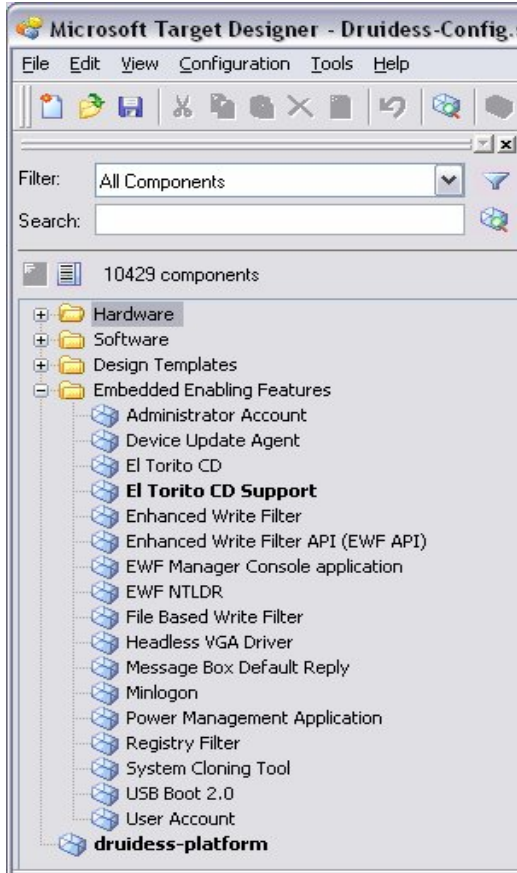 Microsoft Target Designer - Druidess-Config.
File Edit View Configuration Tools Help
Filter: All Components
Search:
10429 components
Hardware
Software
Design Templates
Embedded Enabling Features
Administrator Account
Device Update Agent
El Torito CD
El Torito CD Support
Enhanced Write Filter
Enhanced Write Filter API (EWF API)
EWF Manager Console application
EWF NTLDR
File Based Write Filter
Headless VGA Driver
Message Box Default Reply
Minlogon
Power Management Application
Registry Filter
System Cloning Tool
USB Boot 2.0
User Account
druidess-platform